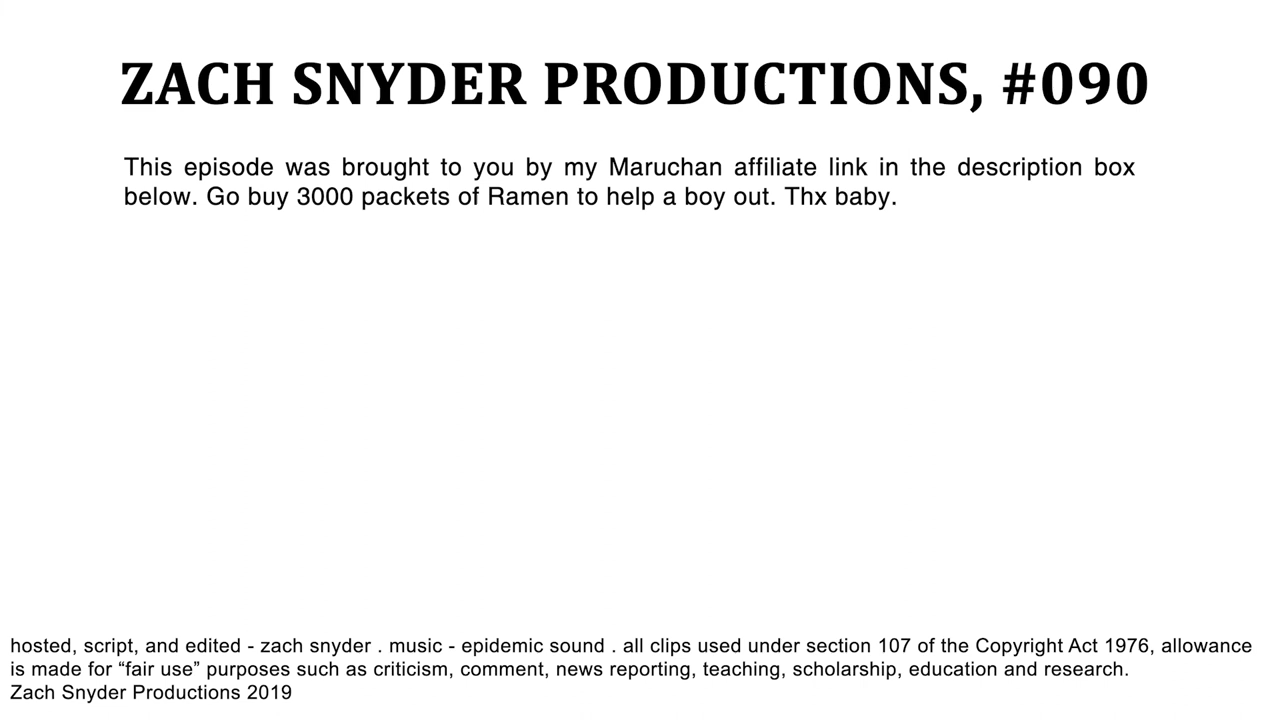 ZACH SNYDER PRODUCTIONS, #090
This episode was brought to you by my Maruchan affiliate link in the description box
below. Go buy 3000 packets of Ramen to help a boy out. Thx baby.
hosted, script, and edited - zach snyder . music - epidemic sound . all clips used under section 107 of the Copyright Act 1976, allowance
is made for “fair use” purposes such as criticism, comment, news reporting, teaching, scholarship, education and research.
Zach Snyder Productions 2019